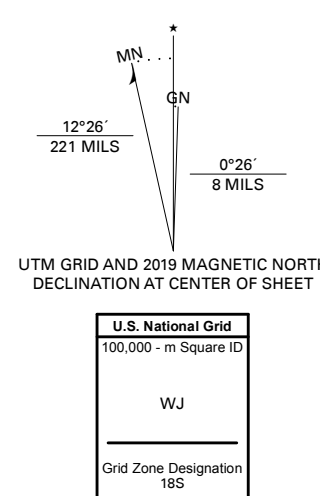 ★
MN
GN
12°26´
221 MILS
0°26´
8 MILS
UTM GRID AND 2019 MAGNETIC NORTH
DECLINATION AT CENTER OF SHEET
U.S. National Grid
100,000 - m Square ID
WJ
Grid Zone Designation
18S